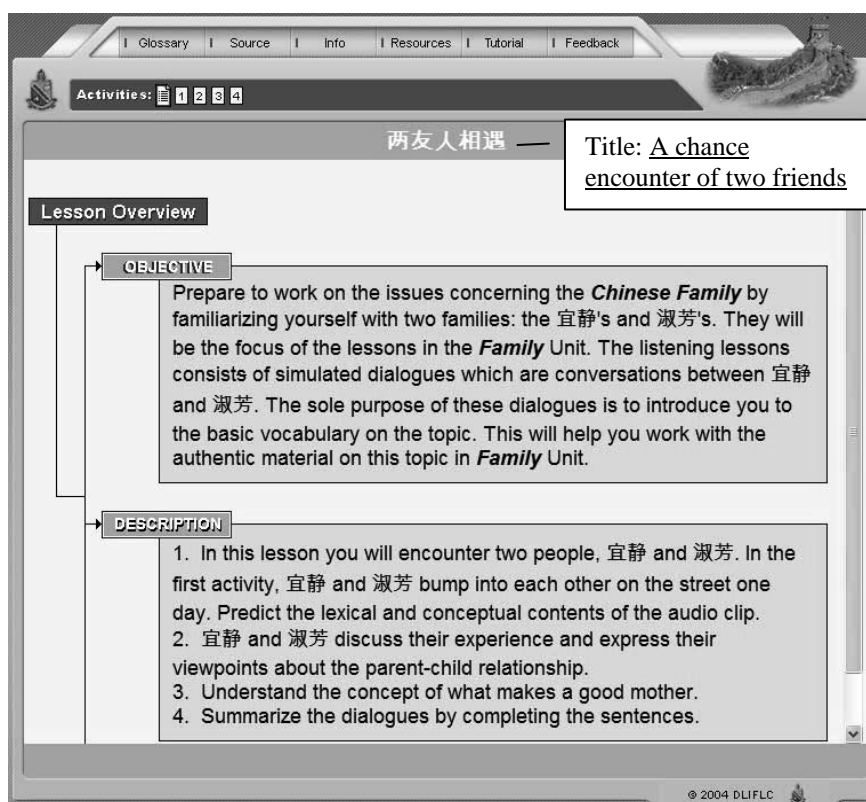 Glossary
Source
Info
Resources
Tutorial
Feedback
Activities: 1 2 3 4
两友人相遇
Title: A chance
encounter of two friends
Lesson Overview
OBJECTIVE
Prepare to work on the issues concerning the Chinese Family by
familiarizing yourself with two families: the 宜静's and 淑芳's. They will
be the focus of the lessons in the Family Unit. The listening lessons
consists of simulated dialogues which are conversations between 宜静
and 淑芳. The sole purpose of these dialogues is to introduce you to
the basic vocabulary on the topic. This will help you work with the
authentic material on this topic in Family Unit.
DESCRIPTION
1. In this lesson you will encounter two people, 宜静 and 淑芳. In the
first activity, 宜静 and 淑芳 bump into each other on the street one
day. Predict the lexical and conceptual contents of the audio clip.
2. 宜静 and 淑芳 discuss their experience and express their
viewpoints about the parent-child relationship.
3. Understand the concept of what makes a good mother.
4. Summarize the dialogues by completing the sentences.
© 2004 DLIFLC